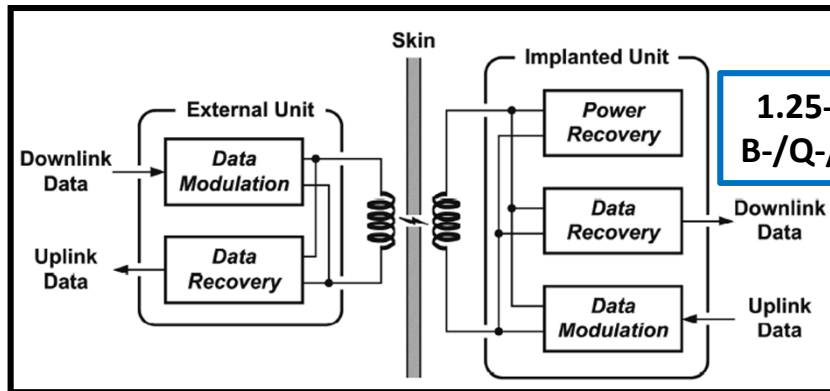 Skin
External Unit
Implanted Unit
Downlink
Data
Data
Modulation
Uplink
Data
Data
Recovery
Power
Recovery
Data
Recovery
Downlink
Data
Data
Modulation
Uplink
Data
1.25-
B-/Q-/